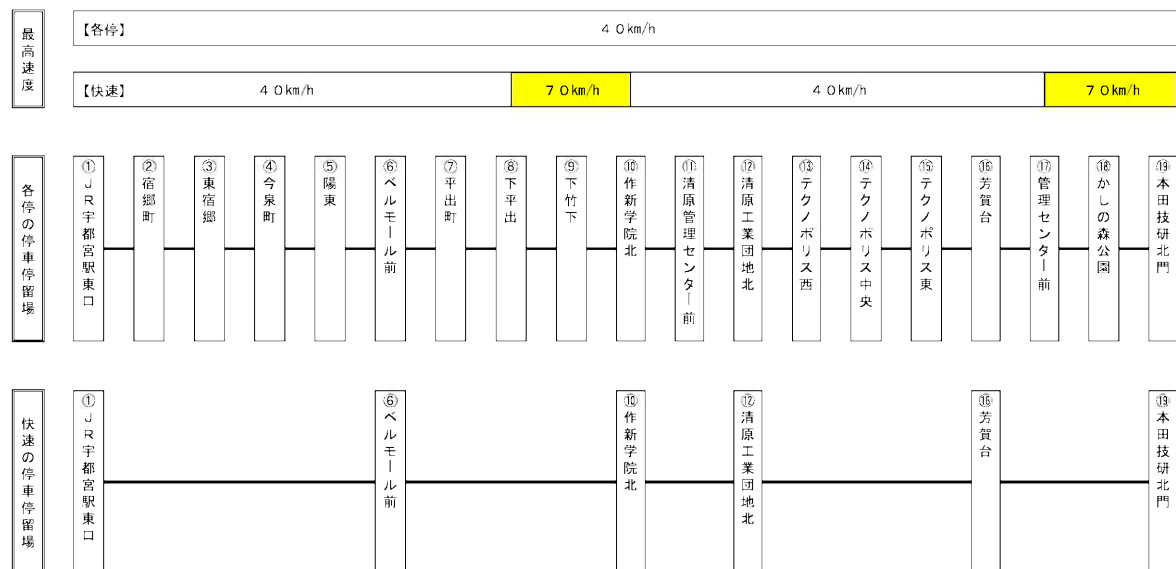 最高速度
【各停】 40km/h
【快速】 40km/h 70km/h 40km/h 70km/h
各停の停車停留場
①JR宇都宮駅東口
②宿郷町
③東宿郷
④今泉町
⑤陽東
⑥ベルモール前
⑦平出町
⑧下平出
⑨下竹下
⑩作新学院北
⑪清原管理センター前
⑫清原工業団地北
⑬テクノポリス西
⑭テクノポリス中央
⑮テクノポリス東
⑯芳賀台
⑰管理センター前
⑱かしの森公園
⑲本田技研北門
快速の停車停留場
①JR宇都宮駅東口
⑥ベルモール前
⑩作新学院北
⑫清原工業団地北
⑯芳賀台
⑲本田技研北門